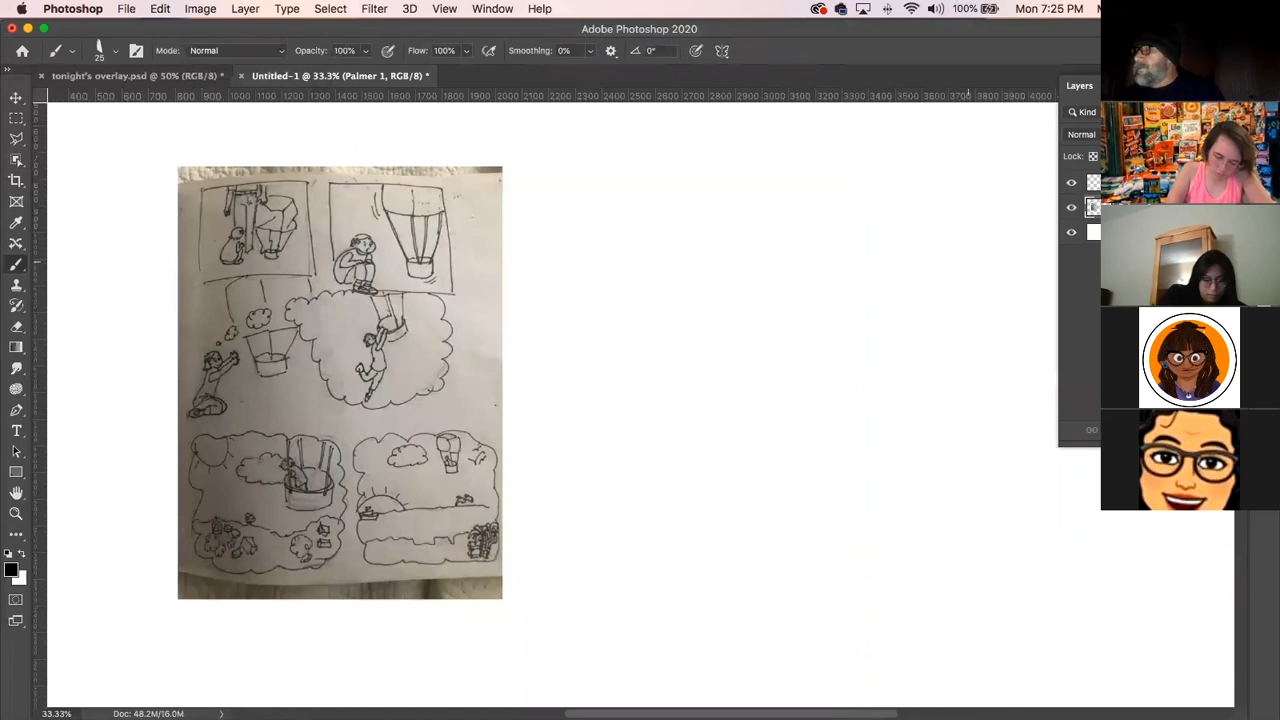 Photoshop File Edit Image Layer Type Select Filter 3D View Window Help 100% Mon 7:25 PM
Adobe Photoshop 2020
25 Mode: Normal Opacity: 100% Flow: 100% Smoothing: 0% 0°
tonight's overlay.psd @ 50% (RGB/8) * Untitled-1 @ 33.3% (Palmer 1, RGB/8) *
400 500 600 700 800 900 1000 1100 1200 1300 1400 1500 1600 1700 1800 1900 2000 2100 2200 2300 2400 2500 2600 2700 2800 2900 3000 3100 3200 3300 3400 3500 3600 3700 3800 3900 4000
Layers
Kind
Normal
Lock:
33.33% Doc: 48.2M/16.0M